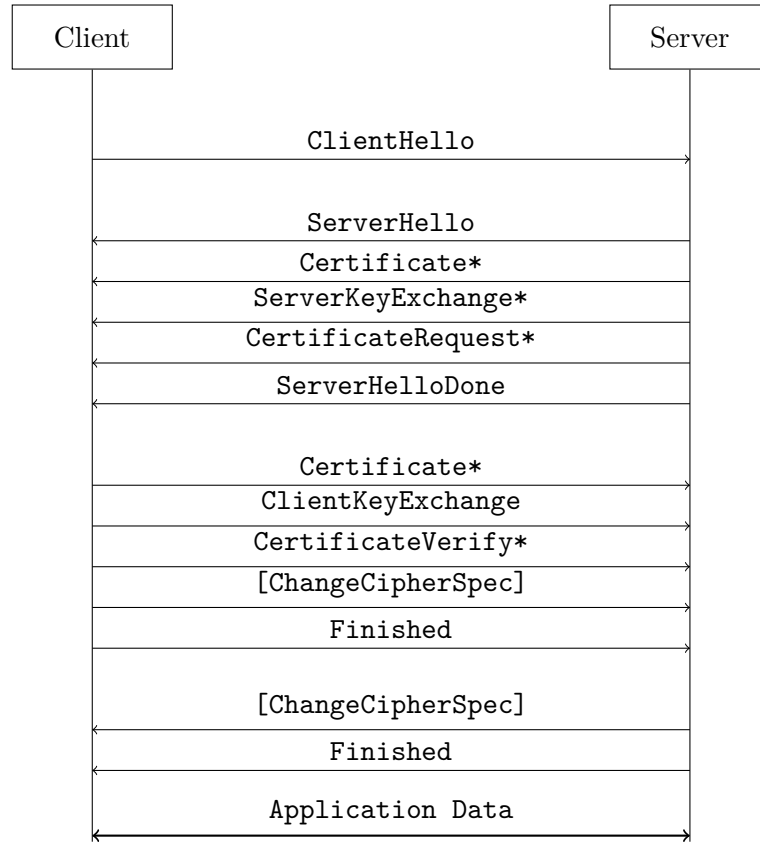 Client
Server
ClientHello
ServerHello
Certificate*
ServerKeyExchange*
CertificateRequest*
ServerHelloDone
Certificate*
ClientKeyExchange
CertificateVerify*
[ChangeCipherSpec]
Finished
[ChangeCipherSpec]
Finished
Application Data